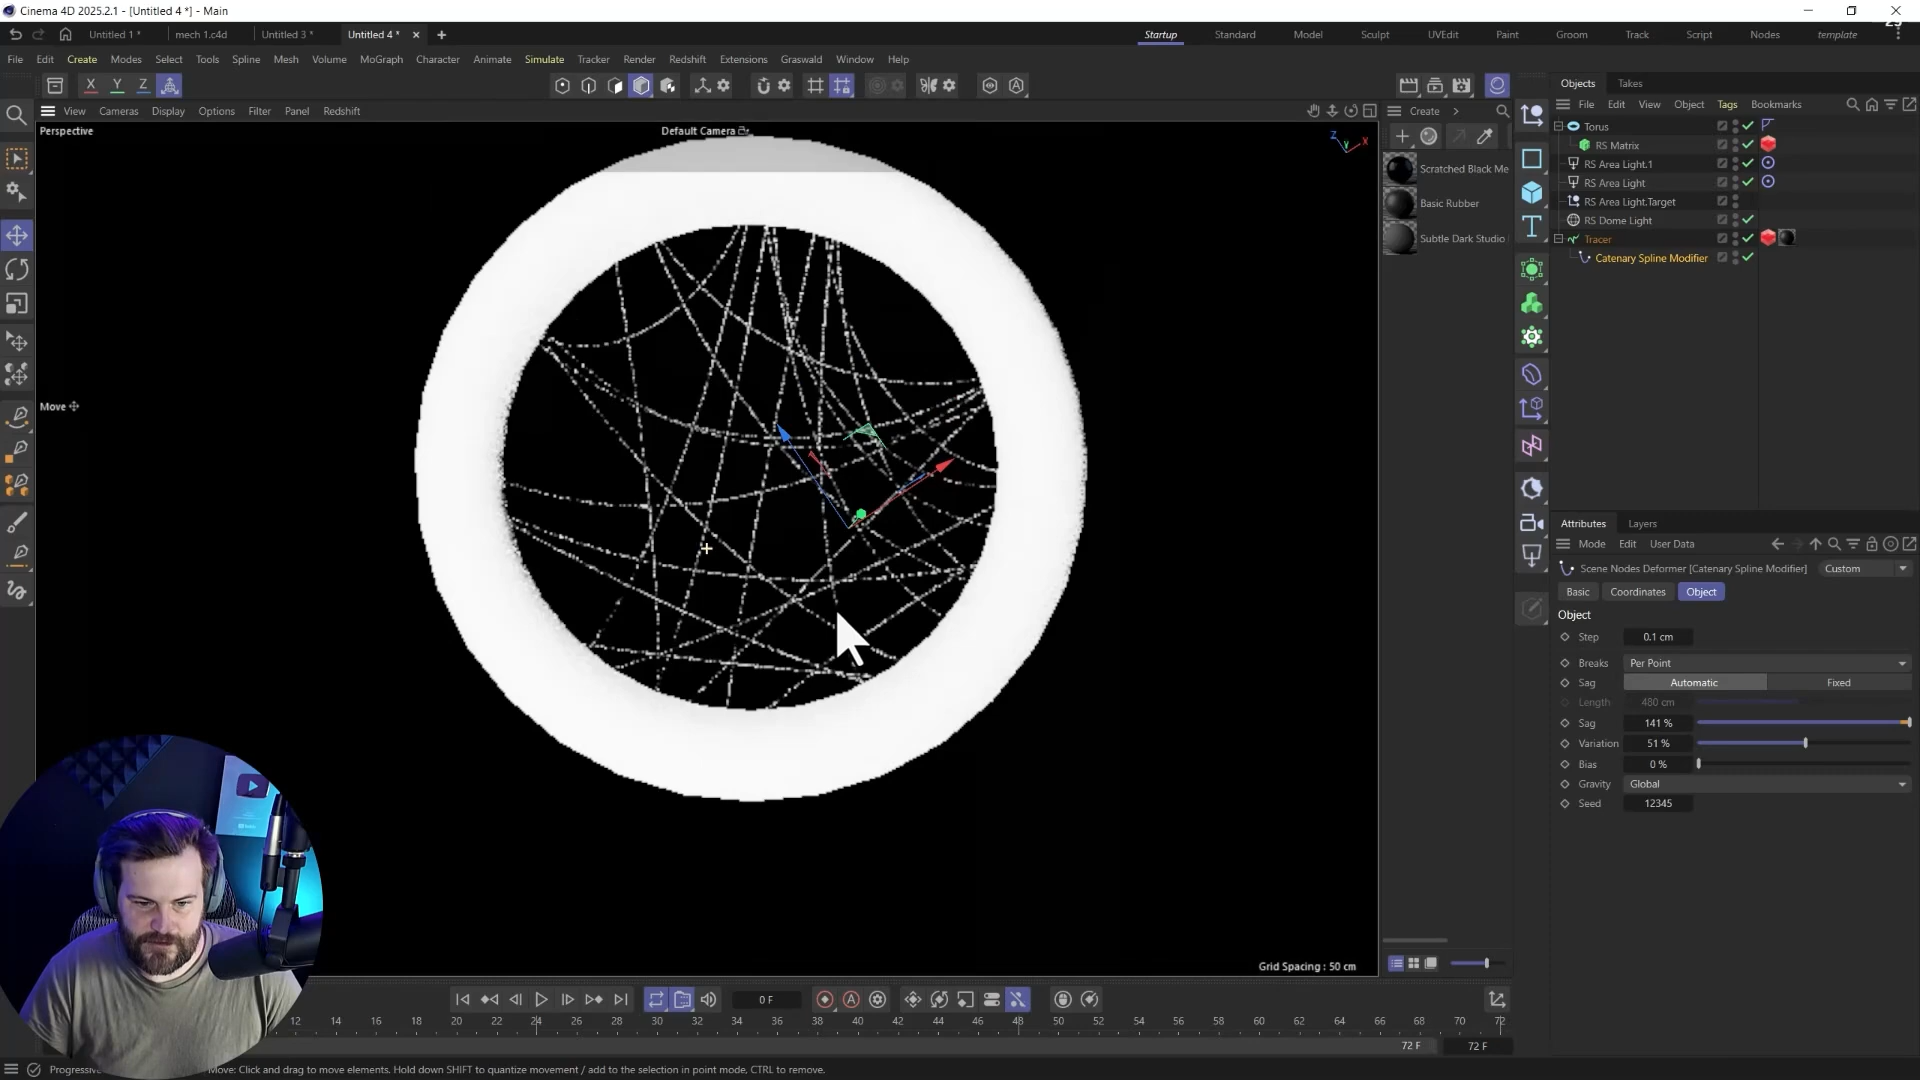 Cinema 4D 2025.2.1 - [Untitled 4 *] - Main
Untitled 1 *
mech 1.c4d
Untitled 3 *
Untitled 4 *
Startup
Standard
Model
Sculpt
UVEdit
Paint
Groom
Track
Script
Nodes
template
File Edit Create Modes Select Tools Spline Mesh Volume MoGraph Character Animate Simulate Tracker Render Redshift Extensions Graswald Window Help
X Y Z
Objects Takes
View Cameras Display Options Filter Panel Redshift
Create
File Edit View Object Tags Bookmarks
Perspective
Default Camera
Z Y X
Torus
RS Matrix
RS Area Light.1
RS Area Light
RS Area Light.Target
RS Dome Light
Tracer
Catenary Spline Modifier
Scratched Black Me
Basic Rubber
Subtle Dark Studio
Move
Attributes Layers
Mode Edit User Data
Scene Nodes Deformer [Catenary Spline Modifier]
Custom
Basic Coordinates Object
Object
Step 0.1 cm
Breaks Per Point
Sag Automatic Fixed
Length 480 cm
Sag 141 %
Variation 51 %
Bias 0 %
Gravity Global
Seed 12345
Grid Spacing : 50 cm
0 F
12 14 16 18 20 22 24 26 28 30 32 34 36 38 40 42 44 46 48 50 52 54 56 58 60 62 64 66 68 70 72
72 F
72 F
Progressive
Move: Click and drag to move elements. Hold down SHIFT to quantize movement / add to the selection in point mode, CTRL to remove.